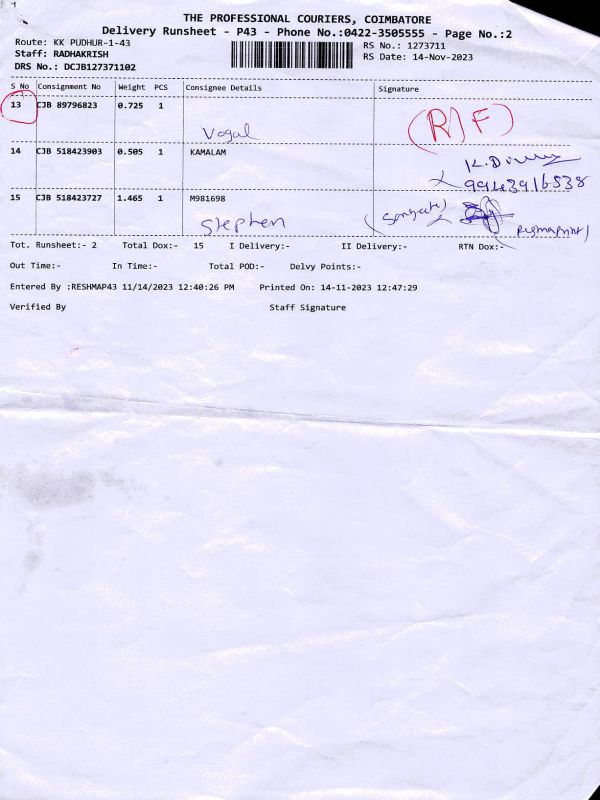 THE PROFESSIONAL COURIERS, COIMBATORE
Delivery Runsheet - P43 - Phone No.:0422-3505555 - Page No.:2
Route: KK PUDHUR-1-43 RS No.: 1273711
Staff: RADHAKRISH RS Date: 14-Nov-2023
DRS No.: DCJB127371102
S No Consignment No Weight PCS Consignee Details Signature
13 CJB 89796823 0.725 1 (R/F)
14 CJB 518423903 0.505 1 KAMALAM
9943916538
15 CJB 518423727 1.465 1 M981698
Stephen
Tot. Runsheet:- 2 Total Dox:- 15 I Delivery:- II Delivery:- RTN Dox:-
Out Time:- In Time:- Total POD:- Delvy Points:-
Entered By :RESHMAP43 11/14/2023 12:40:26 PM Printed On: 14-11-2023 12:47:29
Verified By Staff Signature